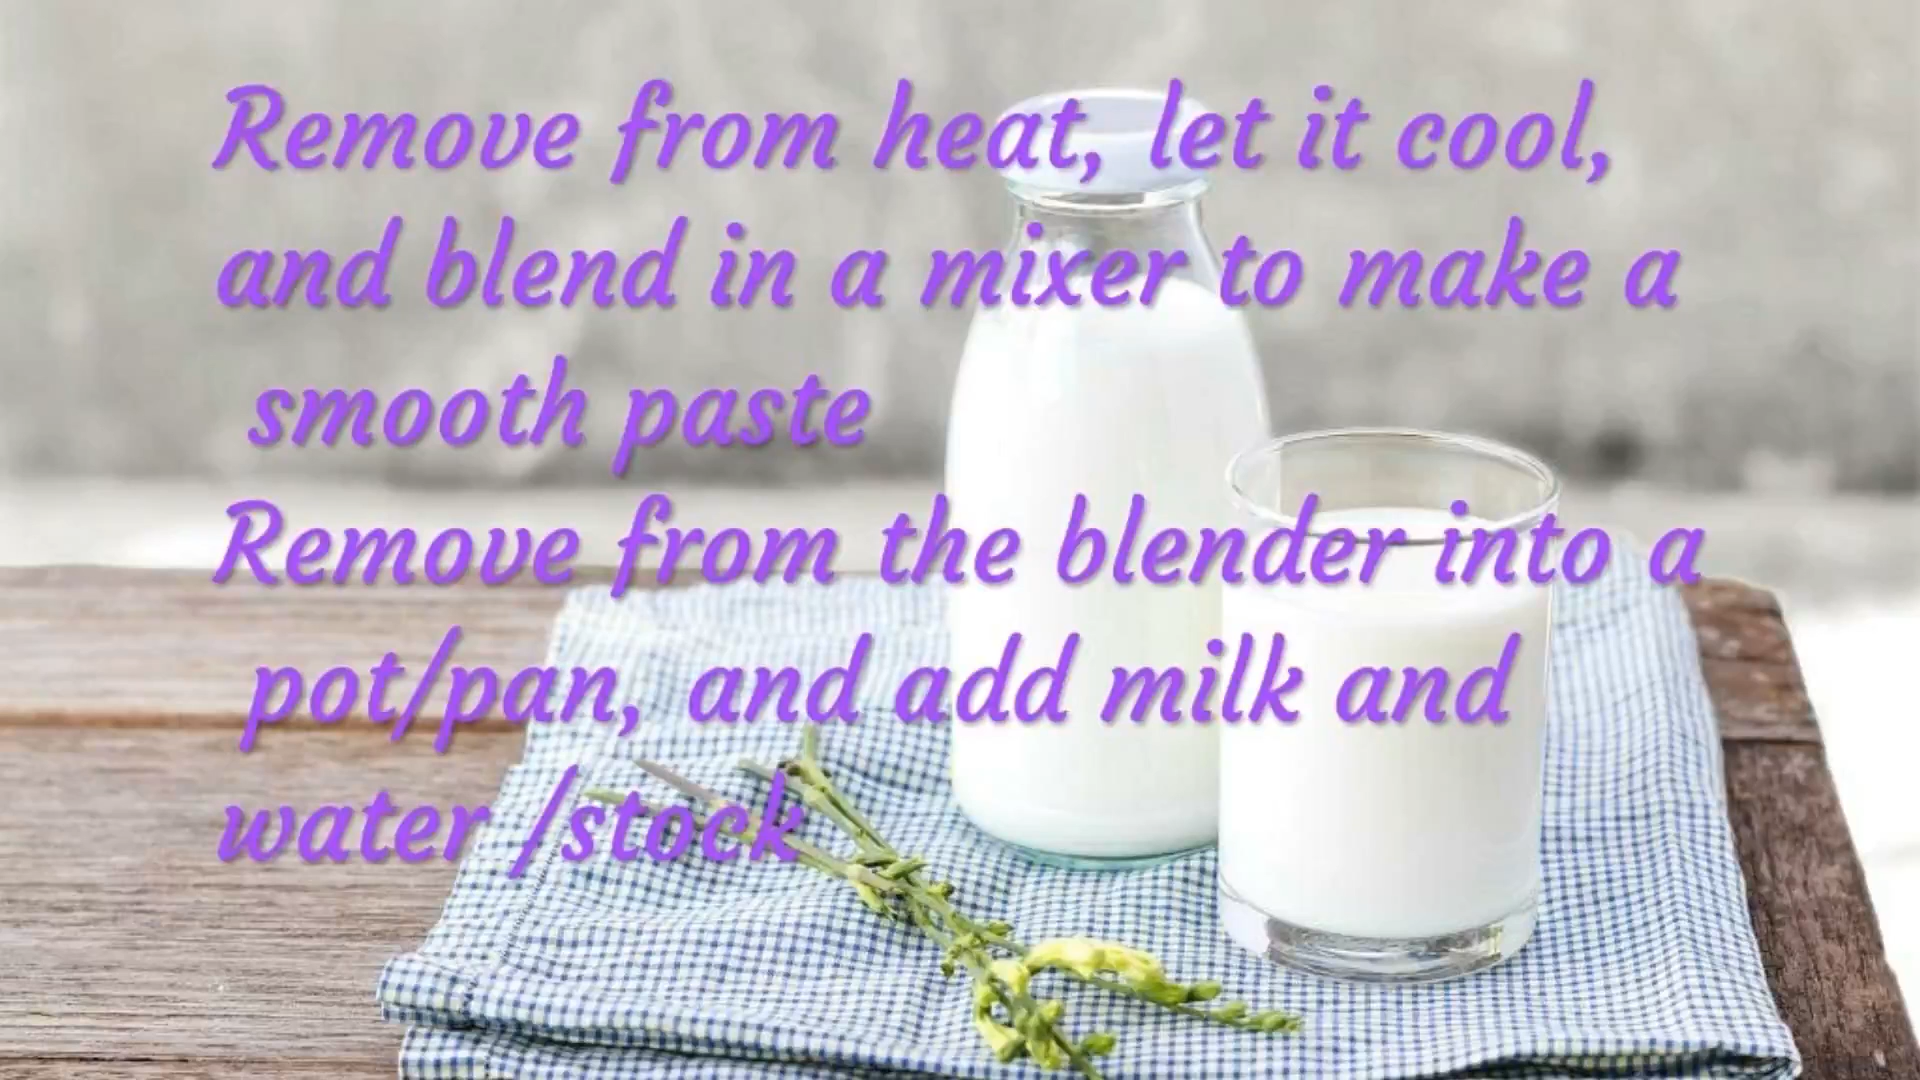 Remove from heat, let it cool,
and blend in a mixer to make a
smooth paste
Remove from the blender into a
pot/pan, and add milk and
water /stock